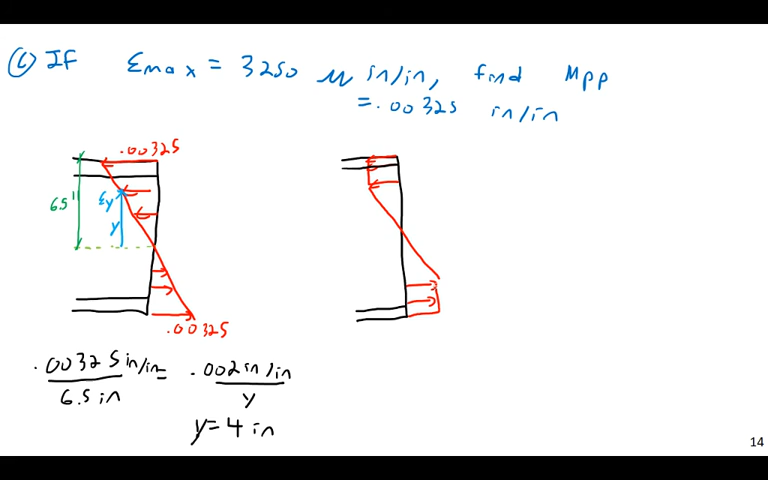 (c) IF εmax = 3250 μ in/in, find Mpp
= .00325 in/in
.00325
65"
εy
y
.00325
.00325 in/in / 6.5 in = .002 in/in / y
y = 4 in
14